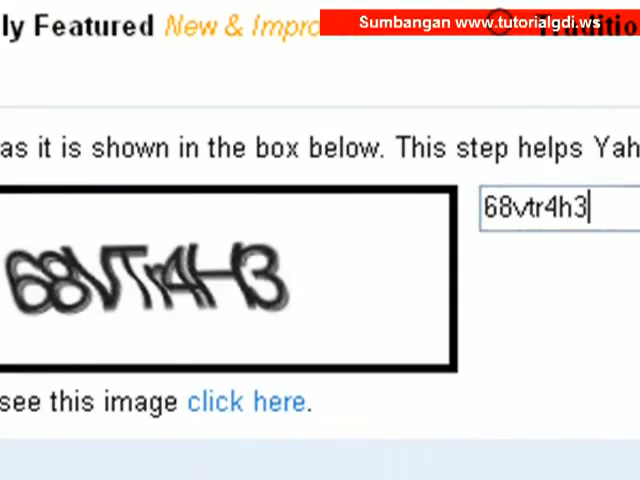 ly Featured New & Impro Sumbangan www.tutorialgdi.ws
as it is shown in the box below. This step helps Yah
68vtr4h3
68VTr4H3
see this image click here.